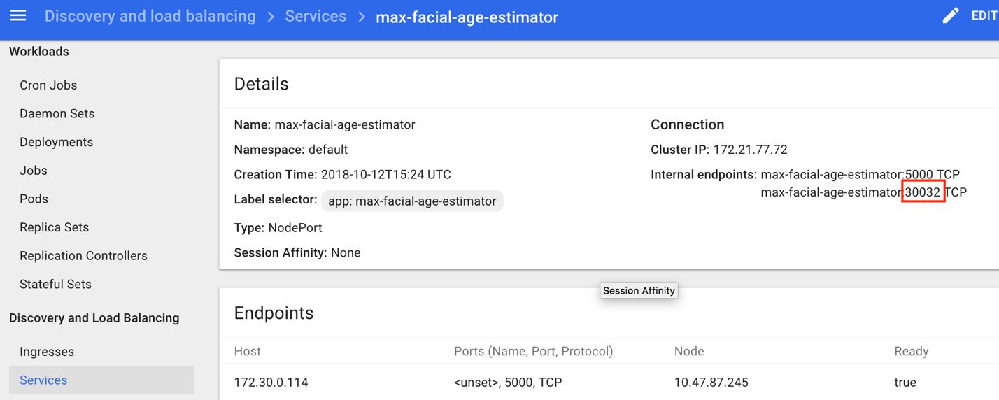 Discovery and load balancing > Services > max-facial-age-estimator EDIT
Workloads
Cron Jobs
Daemon Sets
Deployments
Jobs
Pods
Replica Sets
Replication Controllers
Stateful Sets
Discovery and Load Balancing
Ingresses
Services
Details
Name: max-facial-age-estimator
Namespace: default
Creation Time: 2018-10-12T15:24 UTC
Label selector: app: max-facial-age-estimator
Type: NodePort
Session Affinity: None
Connection
Cluster IP: 172.21.77.72
Internal endpoints: max-facial-age-estimator:5000 TCP
max-facial-age-estimator:30032 TCP
Session Affinity
Endpoints
Host Ports (Name, Port, Protocol) Node Ready
172.30.0.114 <unset>, 5000, TCP 10.47.87.245 true